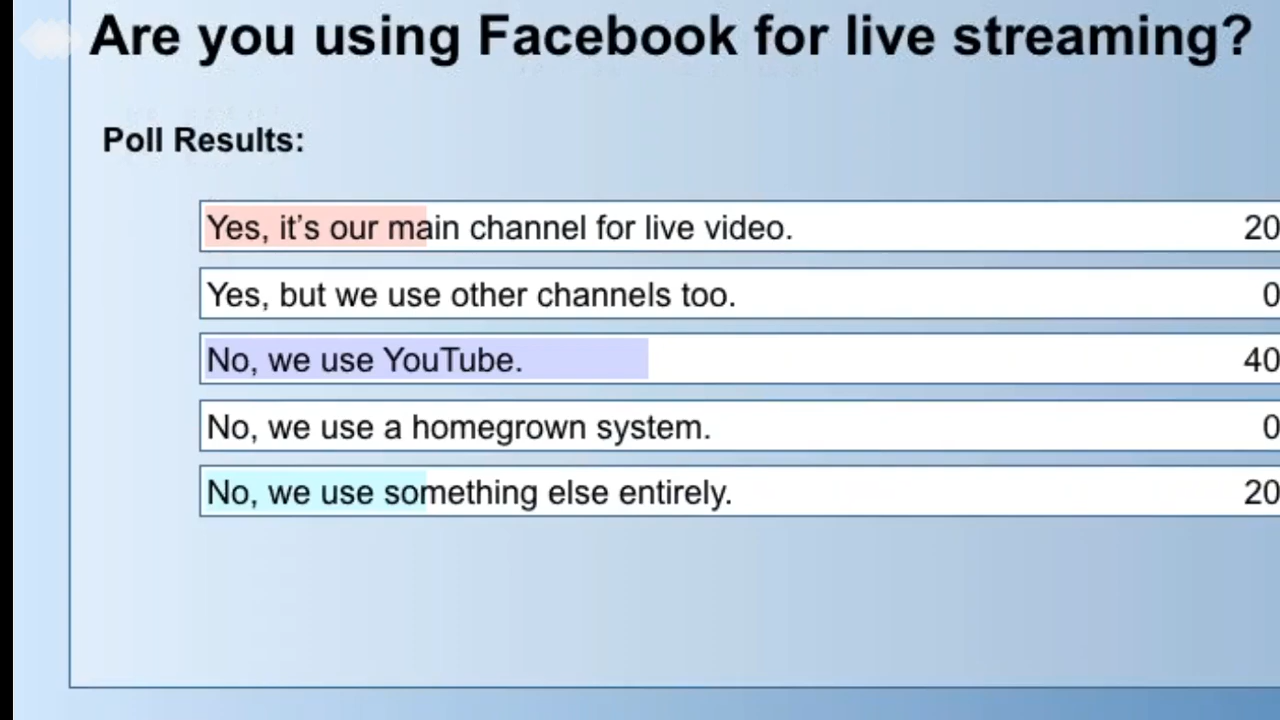 Are you using Facebook for live streaming?
Poll Results:
Yes, it’s our main channel for live video. 20
Yes, but we use other channels too. 0
No, we use YouTube. 40
No, we use a homegrown system. 0
No, we use something else entirely. 20